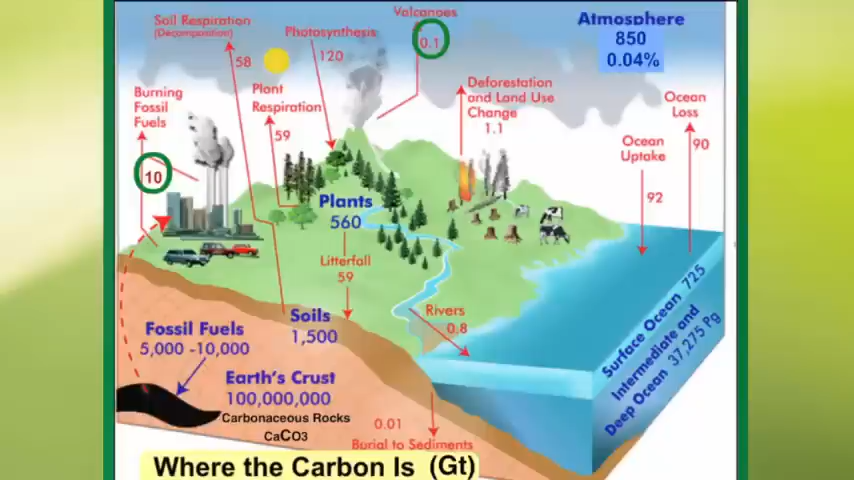 Volcanoes
0.1
Atmosphere
850
0.04%
Soil Respiration
(Decomposition)
58
Photosynthesis
120
Burning
Fossil
Fuels
10
Plant
Respiration
59
Deforestation
and Land Use
Change
1.1
Ocean
Loss
90
Ocean
Uptake
92
Plants
560
Litterfall
59
Soils
1,500
Rivers
0.8
Fossil Fuels
5,000 -10,000
Earth's Crust
100,000,000
Carbonaceous Rocks
CaCO3
0.01
Burial to Sediments
Surface Ocean 725
Intermediate and
Deep Ocean 37,275 Pg
Where the Carbon Is (Gt)